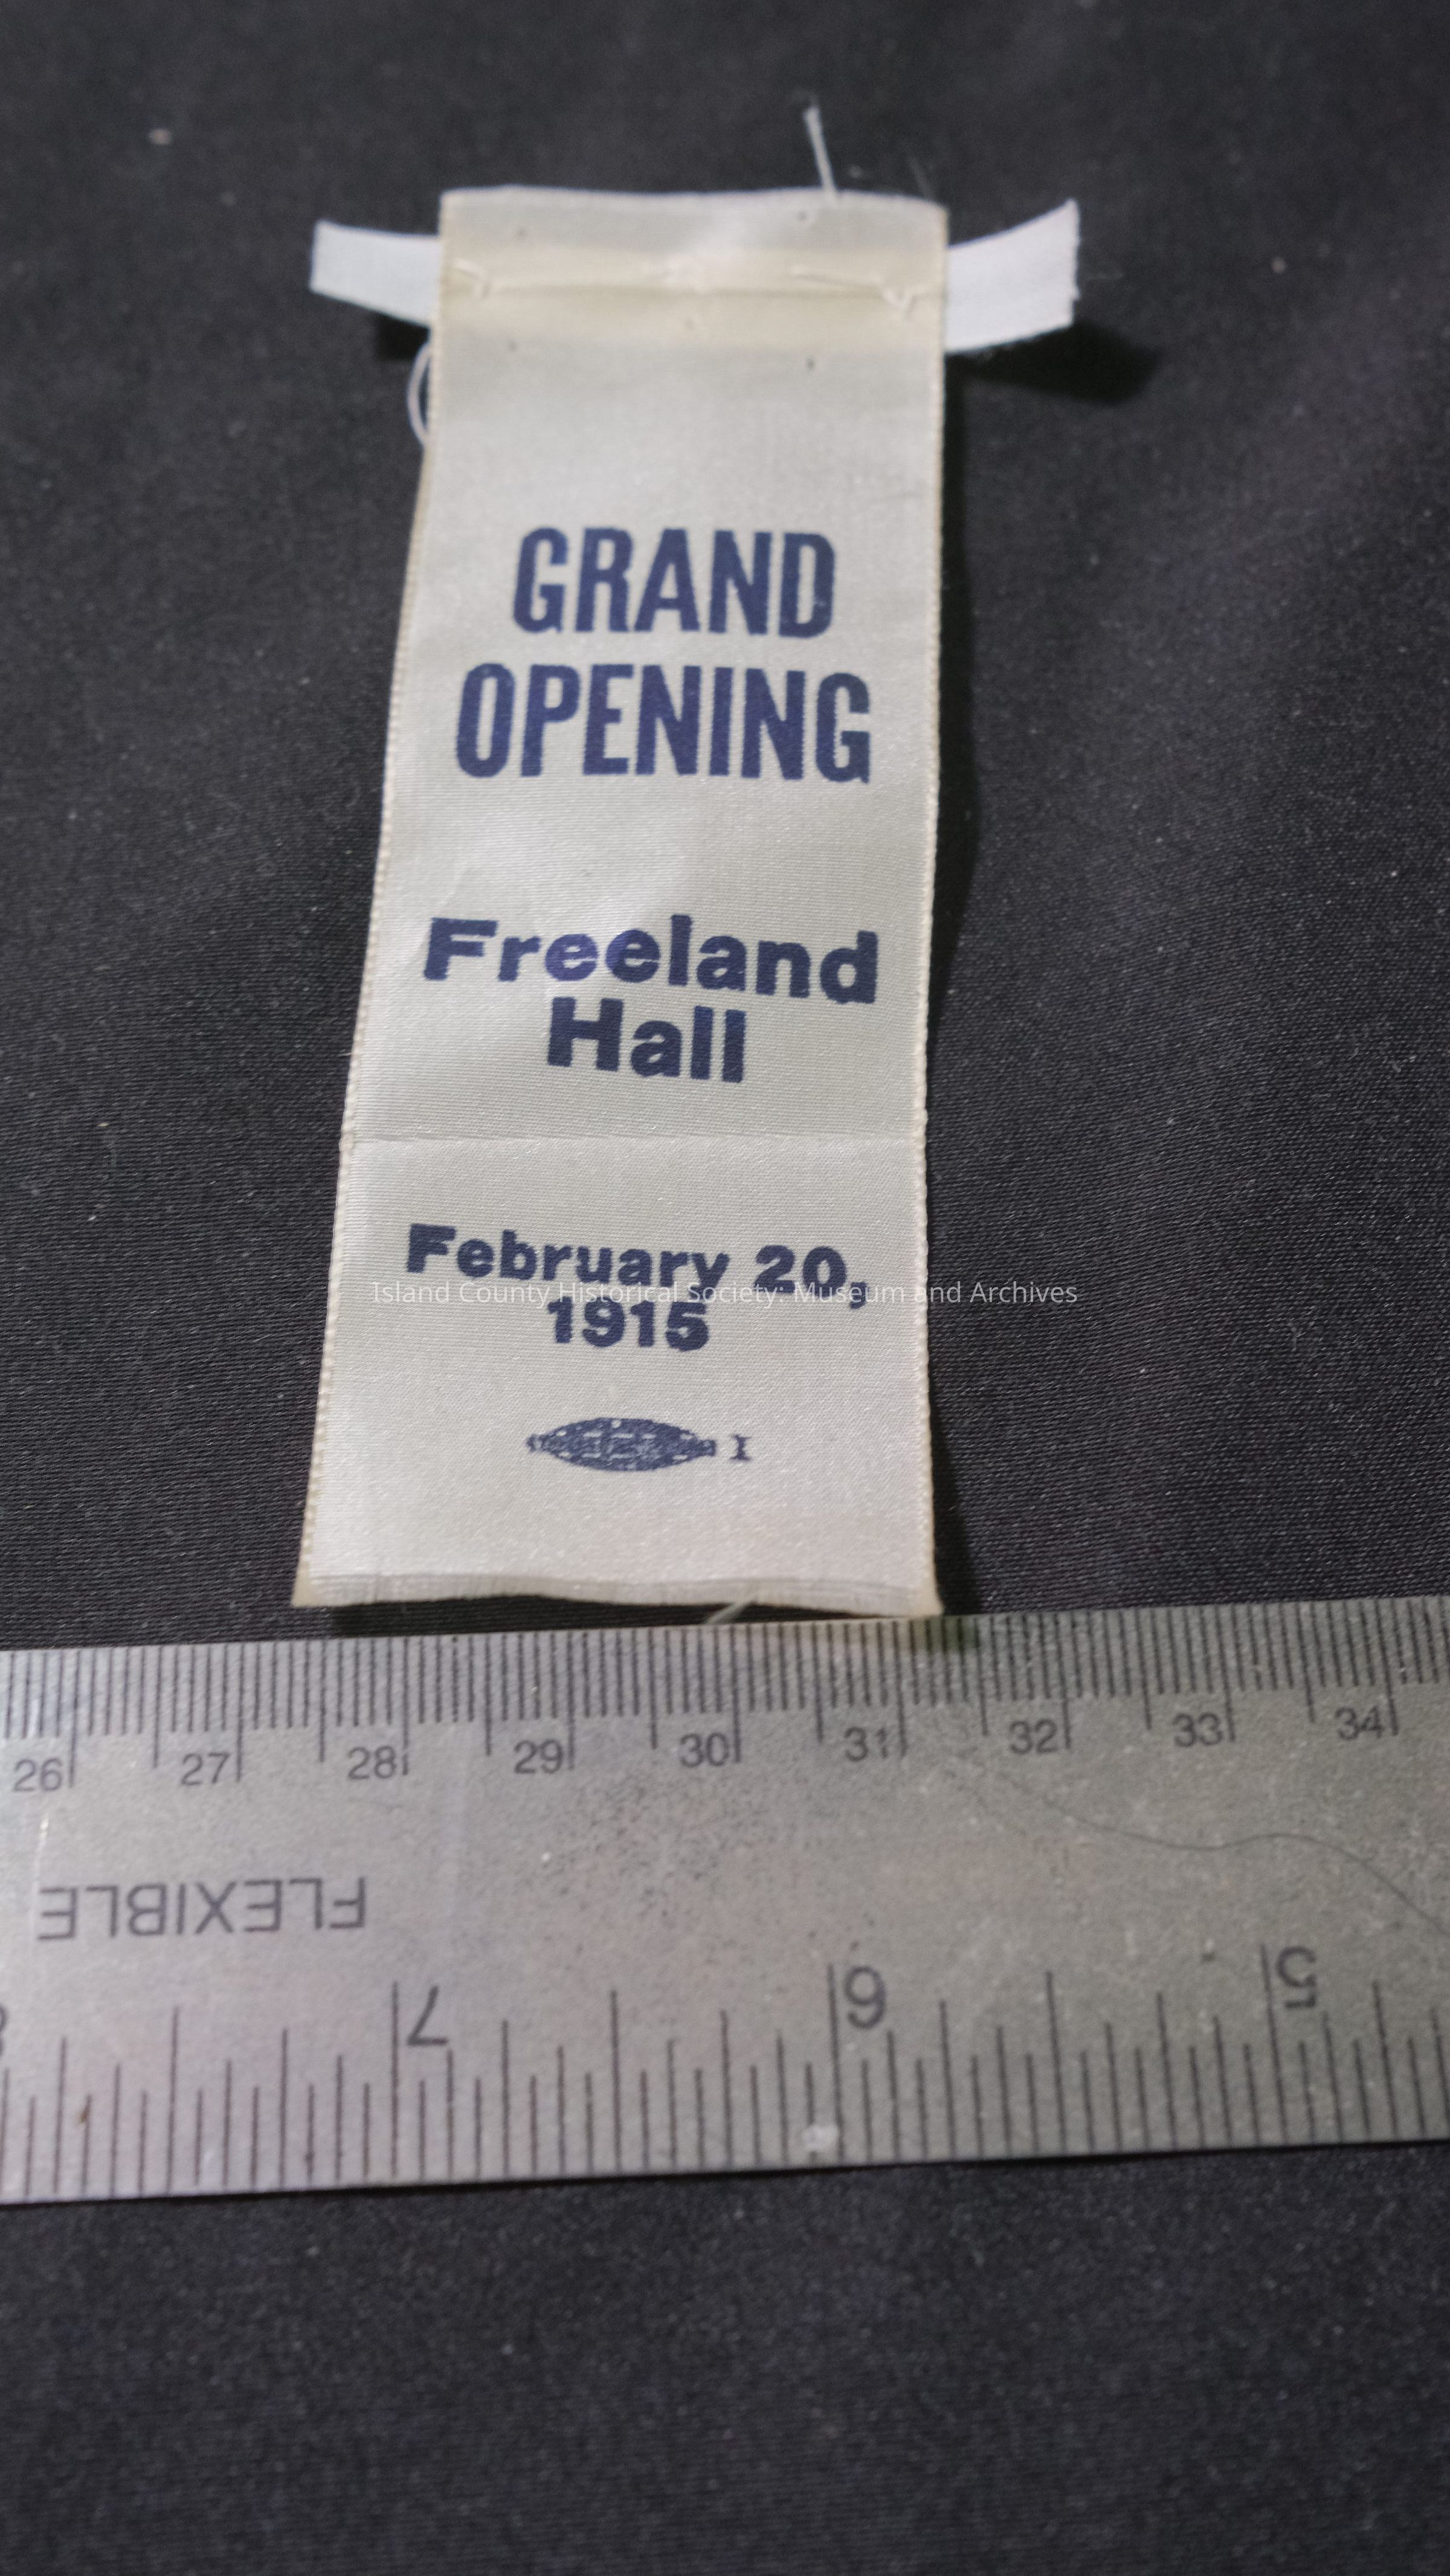 GRAND
OPENING
Freeland
Hall
February 20,
Island County Historical Society: Museum and Archives
1915
I
26 27 28 29 30 31 32 33 34
FLEXIBLE
7 6 5